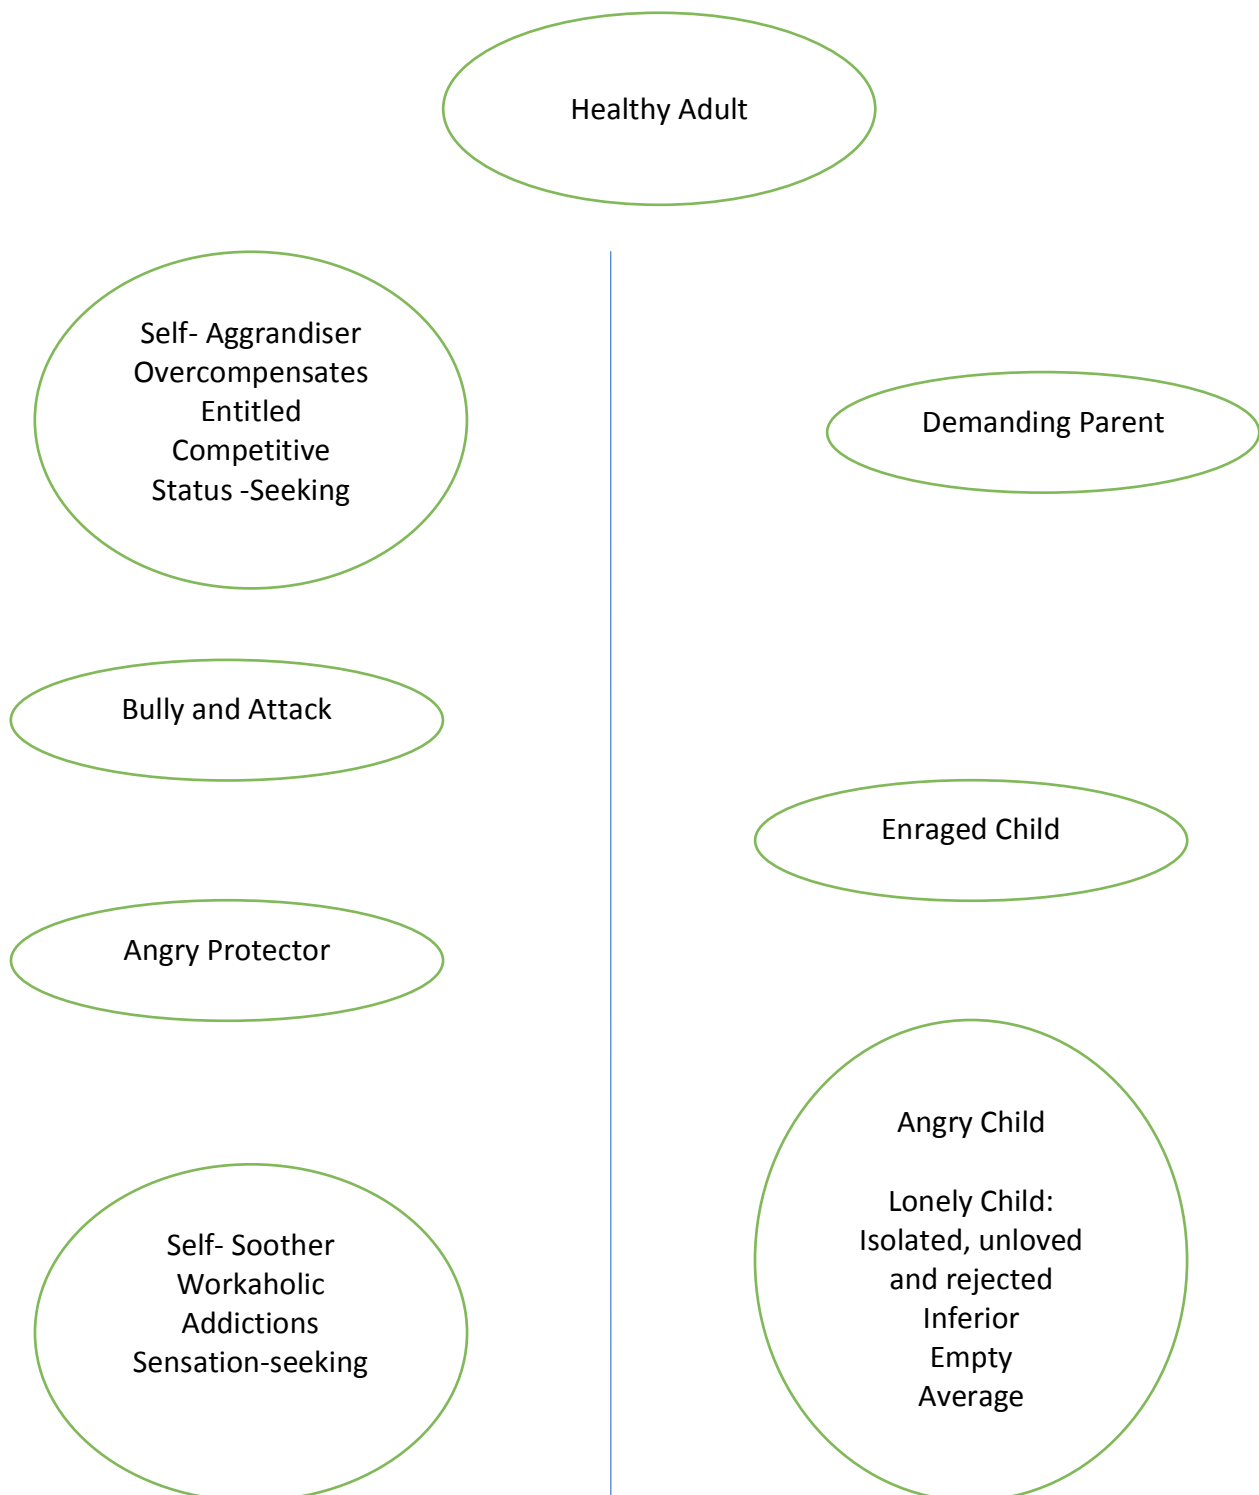 Healthy Adult
Self- Aggrandiser
Overcompensates
Entitled
Competitive
Status -Seeking
Demanding Parent
Bully and Attack
Enraged Child
Angry Protector
Angry Child
Lonely Child:
Isolated, unloved
and rejected
Inferior
Empty
Average
Self- Soother
Workaholic
Addictions
Sensation-seeking